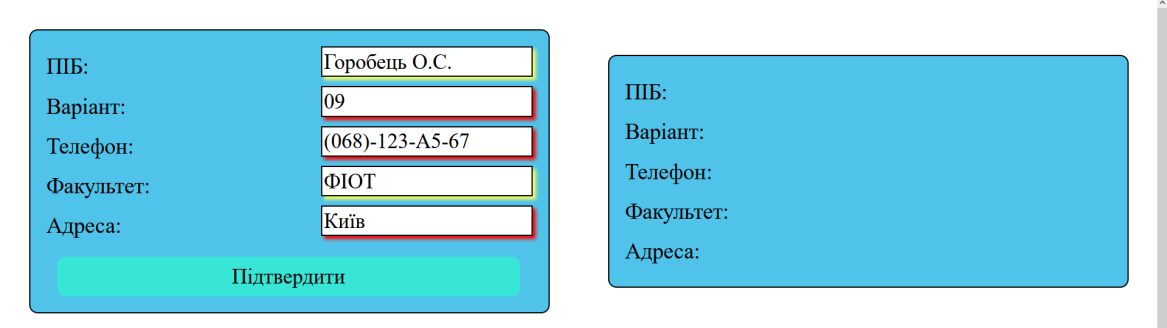 ПІБ: Горобець О.С.
Варіант: 09
Телефон: (068)-123-А5-67
Факультет: ФІОТ
Адреса: Київ
Підтвердити
ПІБ:
Варіант:
Телефон:
Факультет:
Адреса: